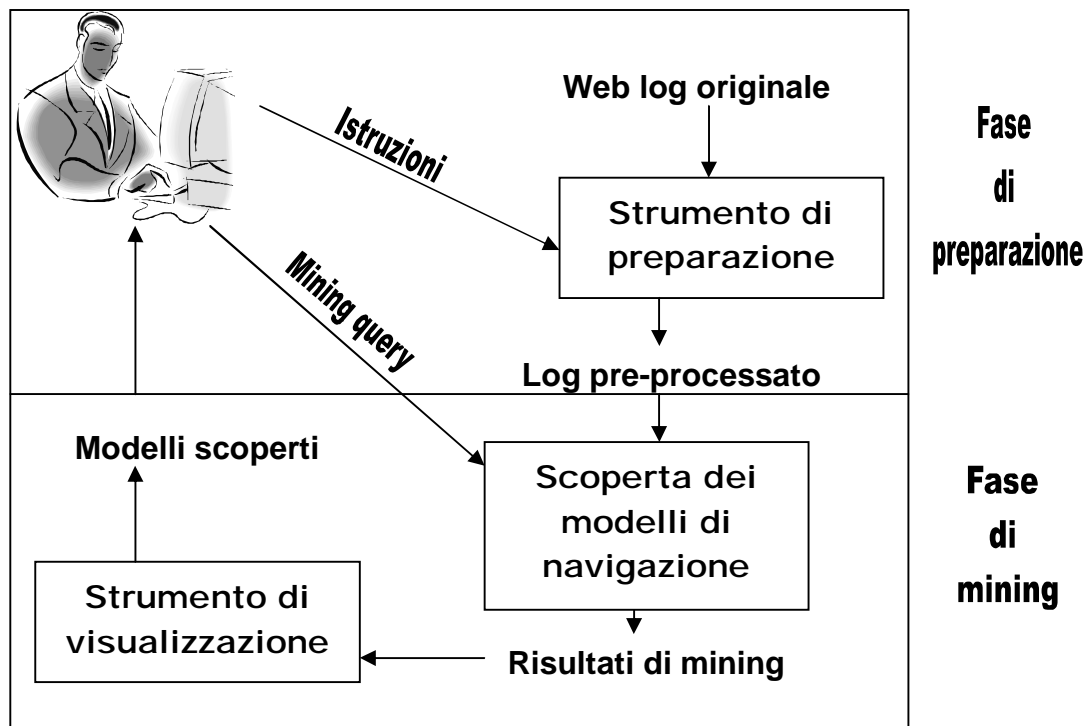 Web log originale
Istruzioni
Strumento di
preparazione
Fase
di
preparazione
Mining query
Log pre-processato
Modelli scoperti
Scoperta dei
modelli di
navigazione
Fase
di
mining
Strumento di
visualizzazione
Risultati di mining